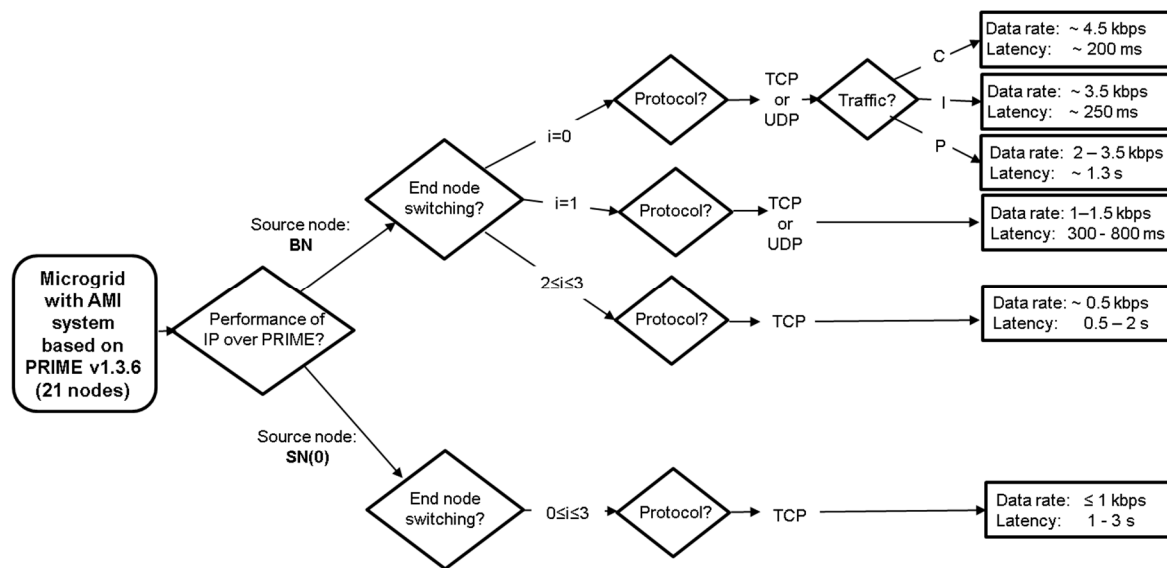 Microgrid
with AMI
system
based on
PRIME v1.3.6
(21 nodes)
Performance of
IP over PRIME?
Source node:
BN
End node
switching?
i=0
Protocol?
TCP
or
UDP
Traffic?
C
Data rate: ~ 4.5 kbps
Latency: ~ 200 ms
I
Data rate: ~ 3.5 kbps
Latency: ~ 250 ms
P
Data rate: 2 – 3.5 kbps
Latency: ~ 1.3 s
i=1
Protocol?
TCP
or
UDP
Data rate: 1–1.5 kbps
Latency: 300 - 800 ms
2≤i≤3
Protocol?
TCP
Data rate: ~ 0.5 kbps
Latency: 0.5 – 2 s
Source node:
SN(0)
End node
switching?
0≤i≤3
Protocol?
TCP
Data rate: ≤ 1 kbps
Latency: 1 - 3 s